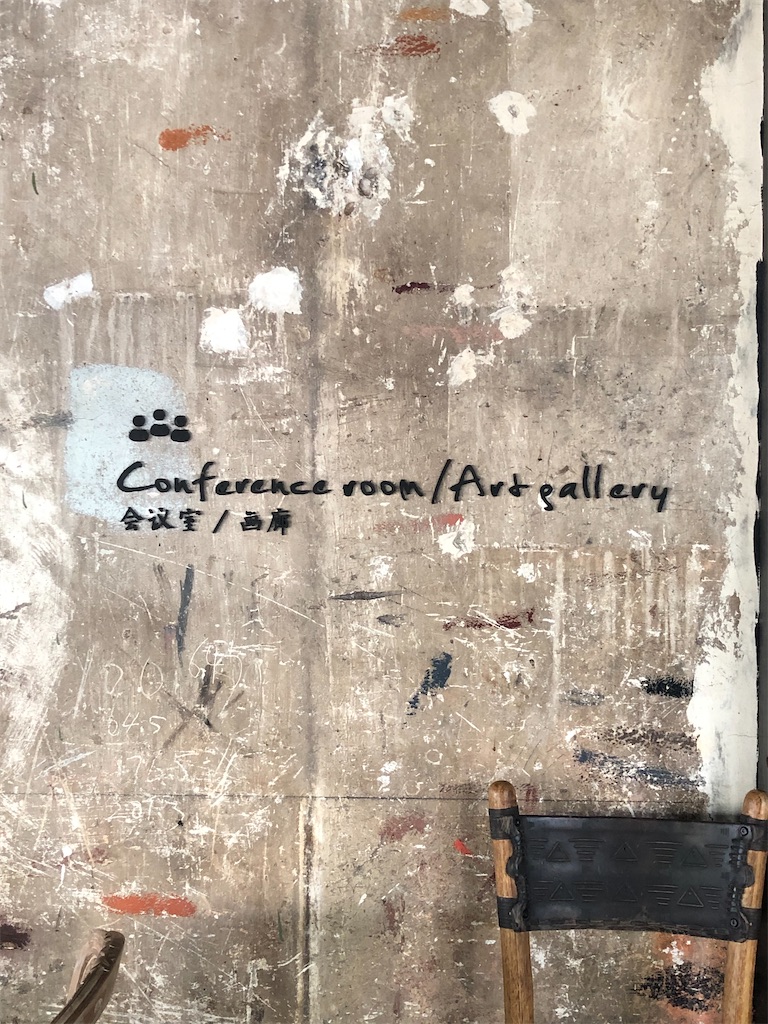 Conference room/Art gallery
会议室 / 画廊